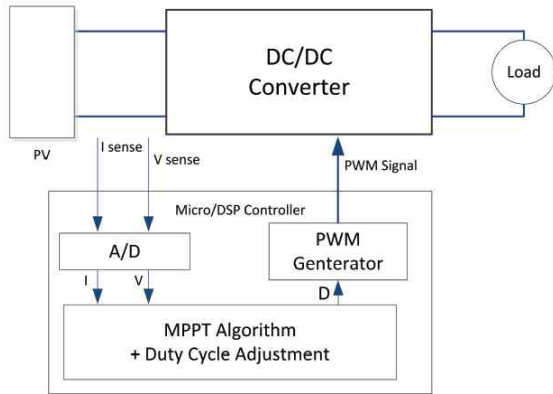 DC/DC
Converter
Load
PV
I sense
V sense
PWM Signal
Micro/DSP Controller
A/D
PWM
Genterator
I
V
D
MPPT Algorithm
+ Duty Cycle Adjustment